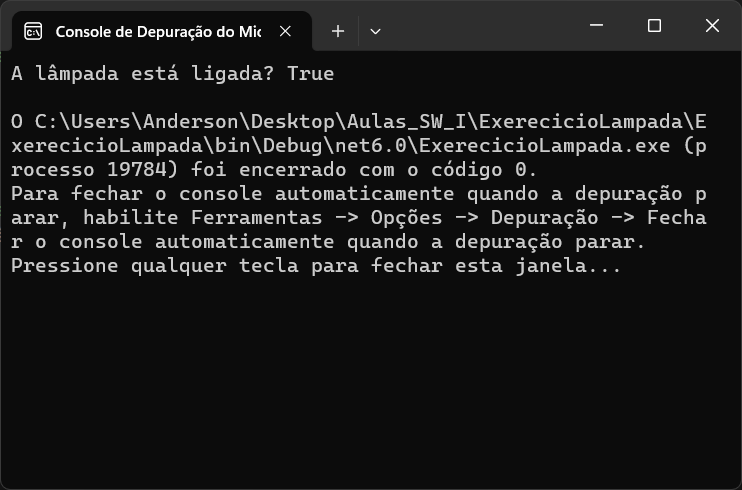 Console de Depuração do Mic
A lâmpada está ligada? True
O C:\Users\Anderson\Desktop\Aulas_SW_I\ExerecicioLampada\E
xerecicioLampada\bin\Debug\net6.0\ExerecicioLampada.exe (p
rocesso 19784) foi encerrado com o código 0.
Para fechar o console automaticamente quando a depuração p
arar, habilite Ferramentas -> Opções -> Depuração -> Fecha
r o console automaticamente quando a depuração parar.
Pressione qualquer tecla para fechar esta janela...